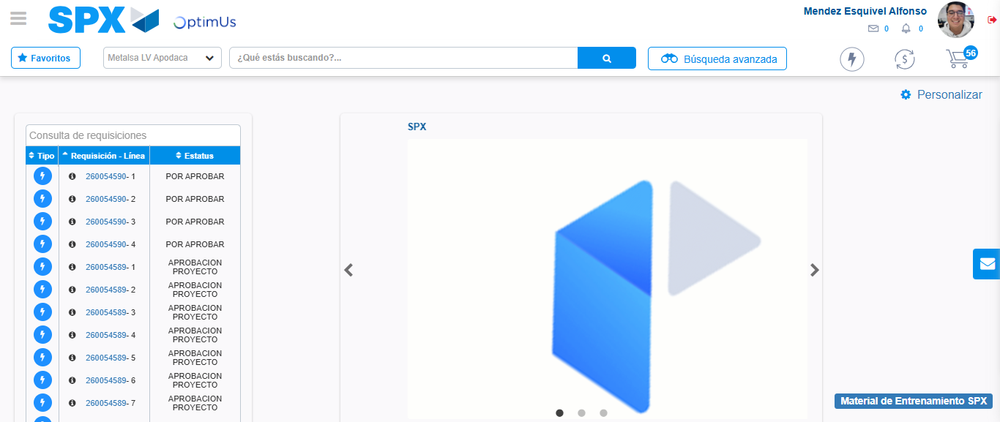 SPX
OptimUs
Mendez Esquivel Alfonso
0 0
Favoritos
Metalsa LV Apodaca
¿Qué estás buscando?...
Búsqueda avanzada
$
56
Personalizar
Consulta de requisiciones
Tipo Requisición - Línea Estatus
260054590- 1 POR APROBAR
260054590- 2 POR APROBAR
260054590- 3 POR APROBAR
260054590- 4 POR APROBAR
260054589- 1 APROBACION
PROYECTO
260054589- 2 APROBACION
PROYECTO
260054589- 3 APROBACION
PROYECTO
260054589- 4 APROBACION
PROYECTO
260054589- 5 APROBACION
PROYECTO
260054589- 6 APROBACION
PROYECTO
260054589- 7 APROBACION
PROYECTO
SPX
Material de Entrenamiento SPX